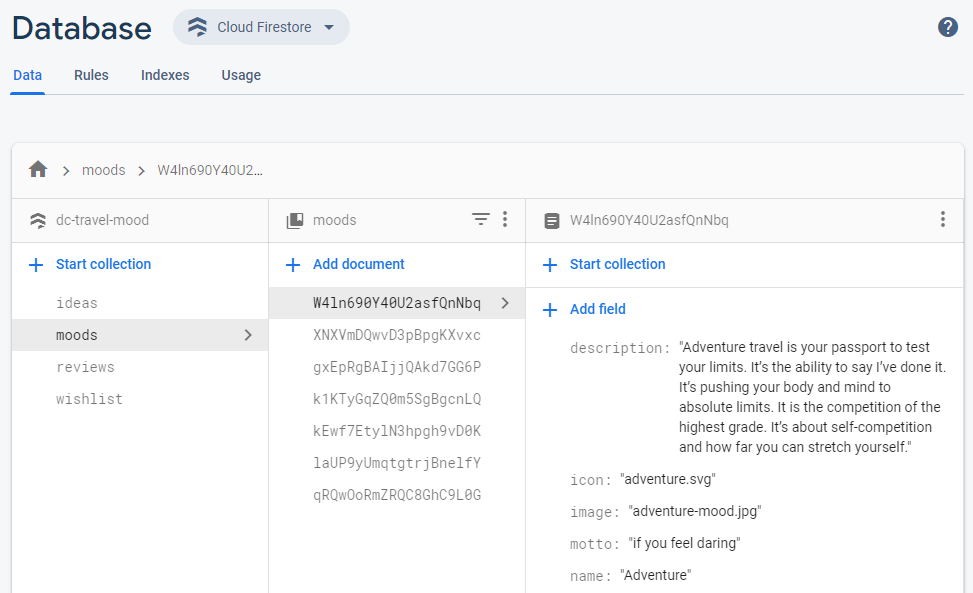 Database
Cloud Firestore
Data
Rules
Indexes
Usage
moods
W4ln690Y40U2...
dc-travel-mood
moods
W4ln690Y40U2asfQnNbq
Start collection
Add document
Start collection
ideas
moods
reviews
wishlist
W4ln690Y40U2asfQnNbq
XNXVmDQwvD3pBpgKXvxc
gxEpRgBAIjjQAkd7GG6P
k1KTyGqZQ0m5SgBgcnLQ
kEwf7EtylN3hpgh9vD0K
laUP9yUmqtgtrjBnelfY
qRQwOoRmZRQC8GhC9L0G
Add field
description: "Adventure travel is your passport to test
your limits. It’s the ability to say I’ve done it.
It’s pushing your body and mind to
absolute limits. It is the competition of the
highest grade. It’s about self-competition
and how far you can stretch yourself."
icon: "adventure.svg"
image: "adventure-mood.jpg"
motto: "if you feel daring"
name: "Adventure"